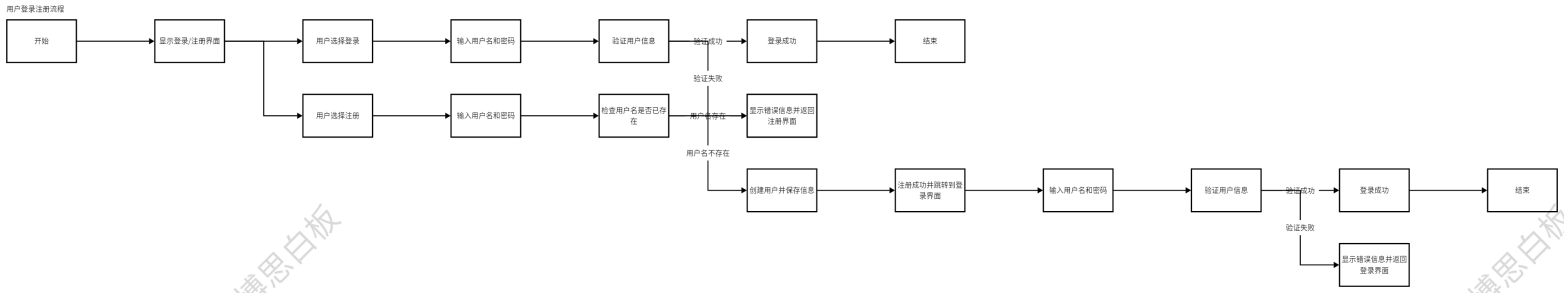 用户登录注册流程
开始
显示登录/注册界面
用户选择登录
输入用户名和密码
验证用户信息
验证成功
登录成功
结束
验证失败
用户选择注册
输入用户名和密码
检查用户名是否已存
在
用户名存在
显示错误信息并返回
注册界面
用户名不存在
创建用户并保存信息
注册成功并跳转到登
录界面
输入用户名和密码
验证用户信息
验证成功
登录成功
结束
验证失败
显示错误信息并返回
登录界面
博思白板
博思白板